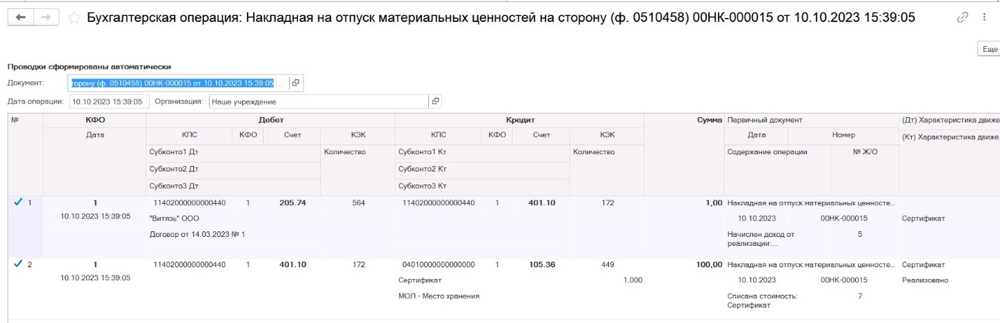 Бухгалтерская операция: Накладная на отпуск материальных ценностей на сторону (ф. 0510458) 00НК-000015 от 10.10.2023 15:39:05
Еще
Проводки сформированы автоматически
Документ: торону (ф. 0510458) 00НК-000015 от 10.10.2023 15:39:05 ...
Дата операции: 10.10.2023 15:39:05 Организация: Наше учреждение
№ КФО Дебет Кредит Сумма Первичный документ (Дт) Характеристика движе...
Дата КПС КФО Счет КЭК КПС КФО Счет КЭК Дата Номер (Кт) Характеристика движе...
Субконто1 Дт Количество Субконто1 Кт Количество Содержание операции № Ж/О
Субконто2 Дт Субконто2 Кт
Субконто3 Дт Субконто3 Кт
1 1 11402000000000440 1 205.74 564 11402000000000440 1 401.10 172 1,00 Накладная на отпуск материальных ценносте...
10.10.2023 15:39:05 "Витязь" ООО 10.10.2023 00НК-000015 Сертификат
Договор от 14.03.2023 № 1 Начислен доход от 5
реализации:...
2 1 11402000000000440 1 401.10 172 04010000000000000 1 105.36 449 100,00 Накладная на отпуск материальных ценносте... Сертификат
10.10.2023 15:39:05 Сертификат 1,000 10.10.2023 00НК-000015 Реализовано
МОЛ - Место хранения Списана стоимость: 7
Сертификат